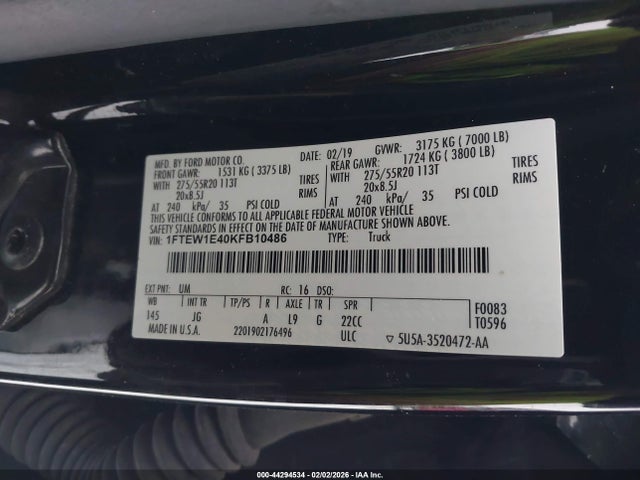 MFD. BY FORD MOTOR CO.
DATE: 02/19 GVWR: 3175 KG ( 7000 LB)
FRONT GAWR: 1531 KG ( 3375 LB)
REAR GAWR: 1724 KG ( 3800 LB)
WITH 275/55R20 113T TIRES
WITH 275/55R20 113T TIRES
20x8.5J RIMS
20x8.5J RIMS
AT 240 kPa/ 35 PSI COLD
AT 240 kPa/ 35 PSI COLD
THIS VEHICLE CONFORMS TO ALL APPLICABLE FEDERAL MOTOR VEHICLE
SAFETY STANDARDS IN EFFECT ON THE DATE OF MANUFACTURE SHOWN ABOVE.
VIN: 1FTEW1E40KFB10486 TYPE: Truck
EXT PNT: UM RC: 16 DSO:
WB INT TR TP/PS R AXLE TR SPR F0083
145 JG A L9 G 22CC T0596
MADE IN U.S.A. 2201902176496 ULC SU5A-3520472-AA
000-44294534 - 02/02/2026 - IAA Inc.